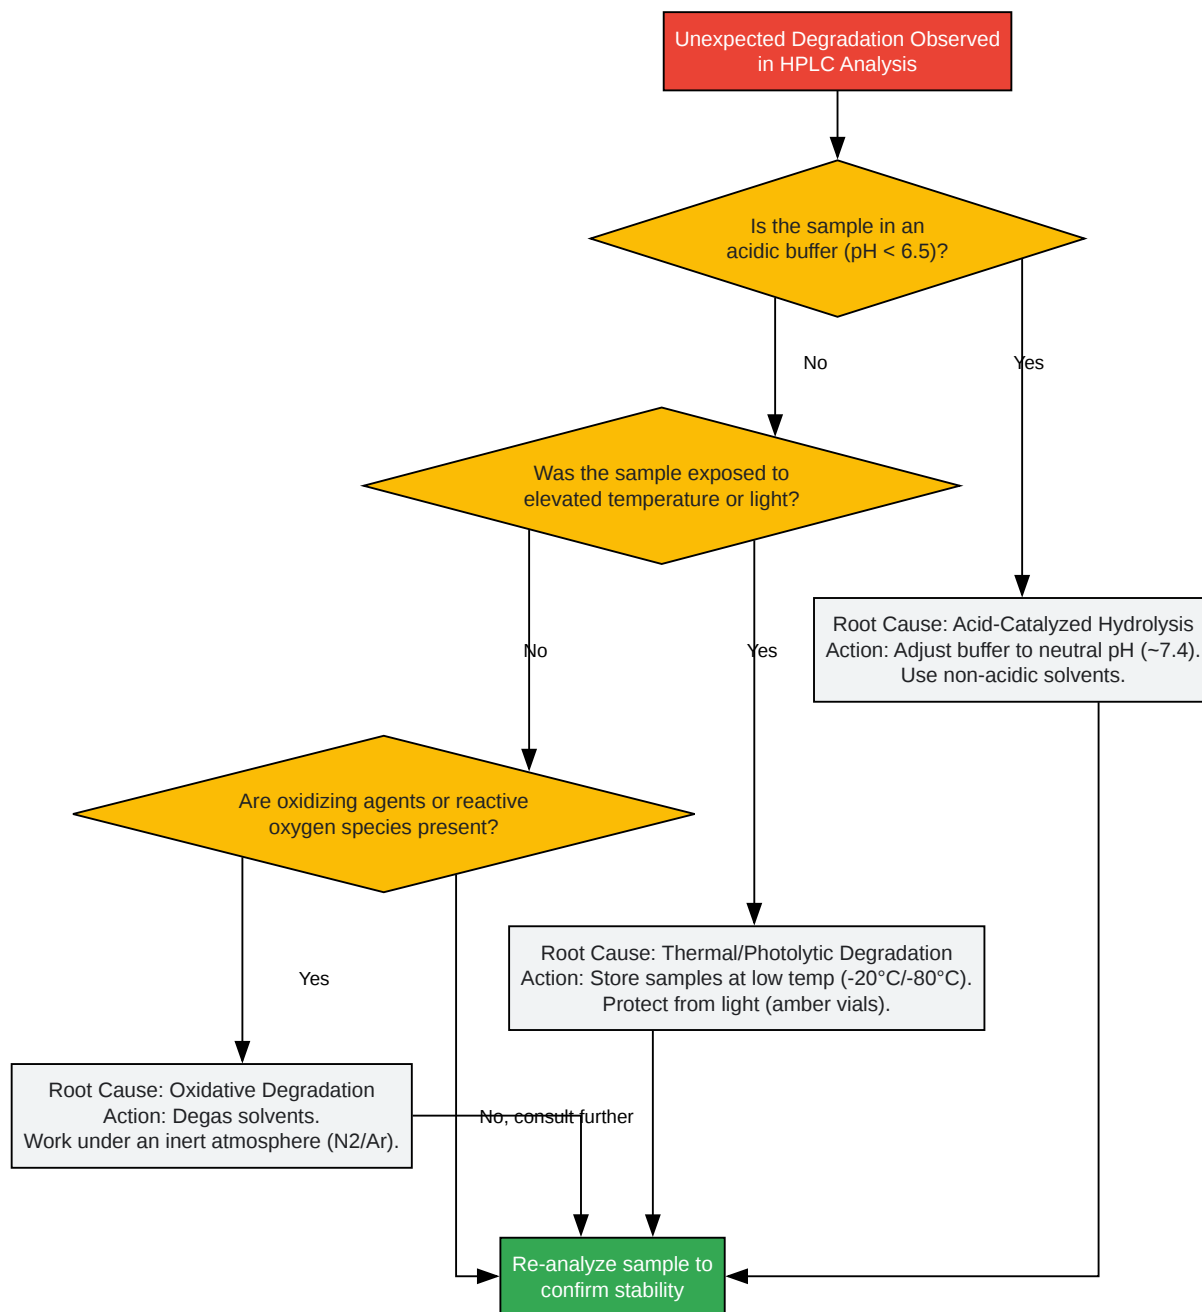 Unexpected Degradation Observed
in HPLC Analysis
Is the sample in an
acidic buffer (pH < 6.5)?
No
Yes
Was the sample exposed to
elevated temperature or light?
Root Cause: Acid-Catalyzed Hydrolysis
Action: Adjust buffer to neutral pH (~7.4).
Use non-acidic solvents.
No
Yes
Are oxidizing agents or reactive
oxygen species present?
Root Cause: Thermal/Photolytic Degradation
Action: Store samples at low temp (-20°C/-80°C).
Protect from light (amber vials).
Yes
Root Cause: Oxidative Degradation
Action: Degas solvents.
Work under an inert atmosphere (N2/Ar).
No, consult further
Re-analyze sample to
confirm stability